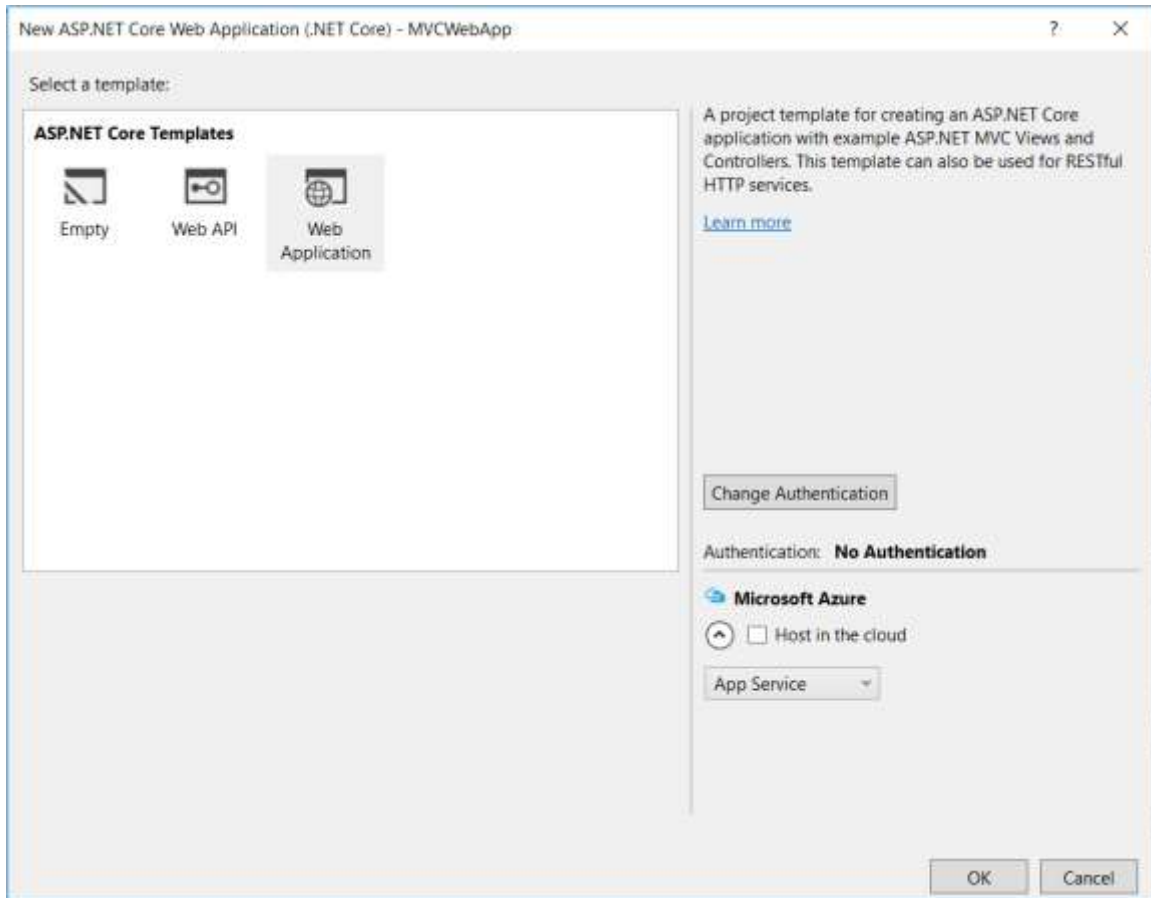 New ASP.NET Core Web Application (.NET Core) - MVCWebApp
Select a template:
ASP.NET Core Templates
Empty
Web API
Web
Application
A project template for creating an ASP.NET Core
application with example ASP.NET MVC Views and
Controllers. This template can also be used for RESTful
HTTP services.
Learn more
Change Authentication
Authentication: No Authentication
Microsoft Azure
Host in the cloud
App Service
OK
Cancel